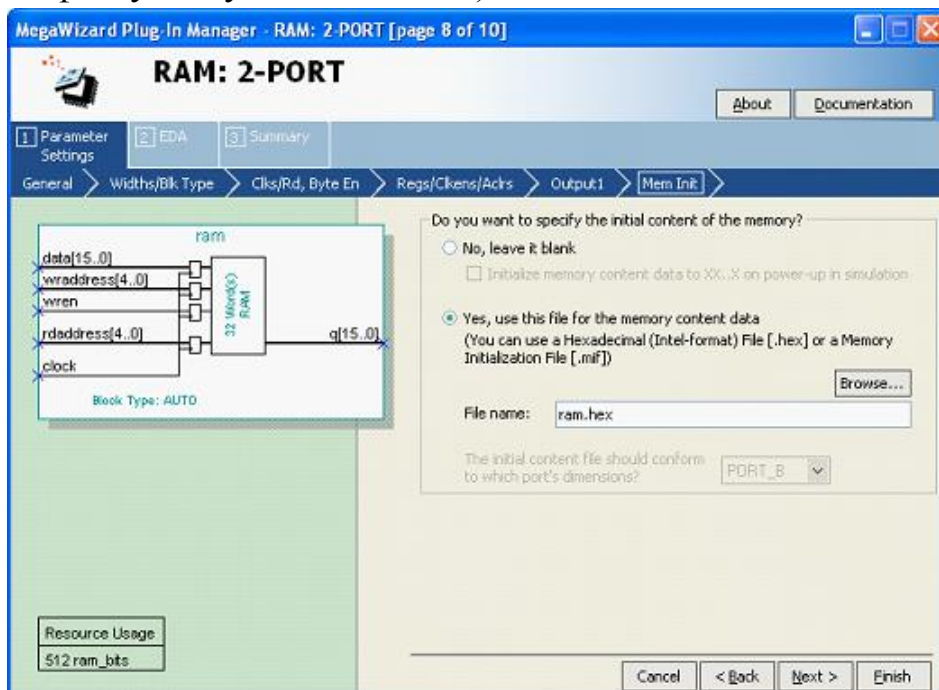 MegaWizard Plug-In Manager - RAM: 2-PORT [page 8 of 10]
RAM: 2-PORT
About
Documentation
1 Parameter Settings
2 EDA
3 Summary
General
Widths/Blk Type
Clks/Rd, Byte En
Regs/Clkens/Aclrs
Output1
Mem Init
ram
data[15..0]
wraddress[4..0]
wren
rdaddress[4..0]
clock
32 Word(s)
RAM
q[15..0]
Block Type: AUTO
Do you want to specify the initial content of the memory?
No, leave it blank
Initialize memory content data to XX..X on power-up in simulation
Yes, use this file for the memory content data
(You can use a Hexadecimal (Intel-format) File [.hex] or a Memory
Initialization File [.mif])
Browse...
File name:
ram.hex
The initial content file should conform
to which port's dimensions?
PORT_B
Resource Usage
512 ram_bits
Cancel
< Back
Next >
Finish